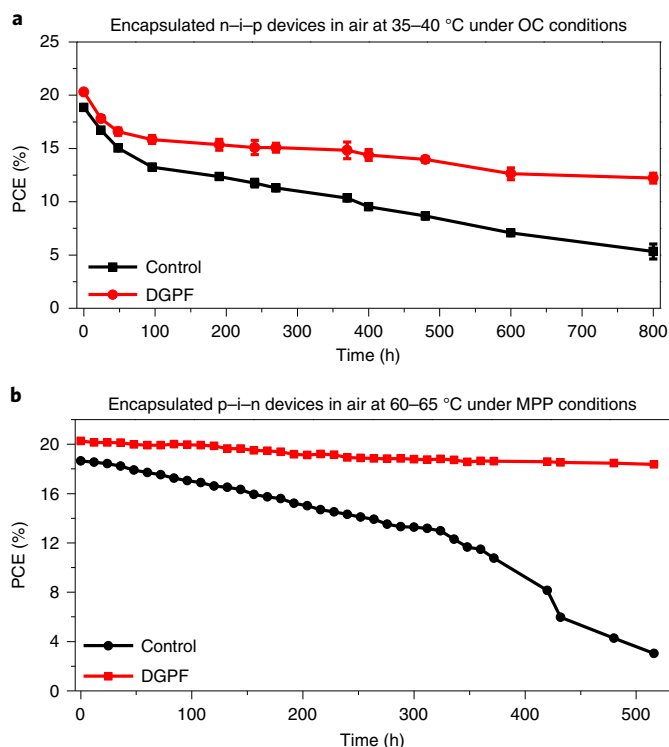 a
Encapsulated n–i–p devices in air at 35–40 °C under OC conditions
25
20
15
10
5
0
PCE (%)
Control
DGPF
0 100 200 300 400 500 600 700 800
Time (h)
b
Encapsulated p–i–n devices in air at 60–65 °C under MPP conditions
20
16
12
8
4
0
PCE (%)
Control
DGPF
0 100 200 300 400 500
Time (h)